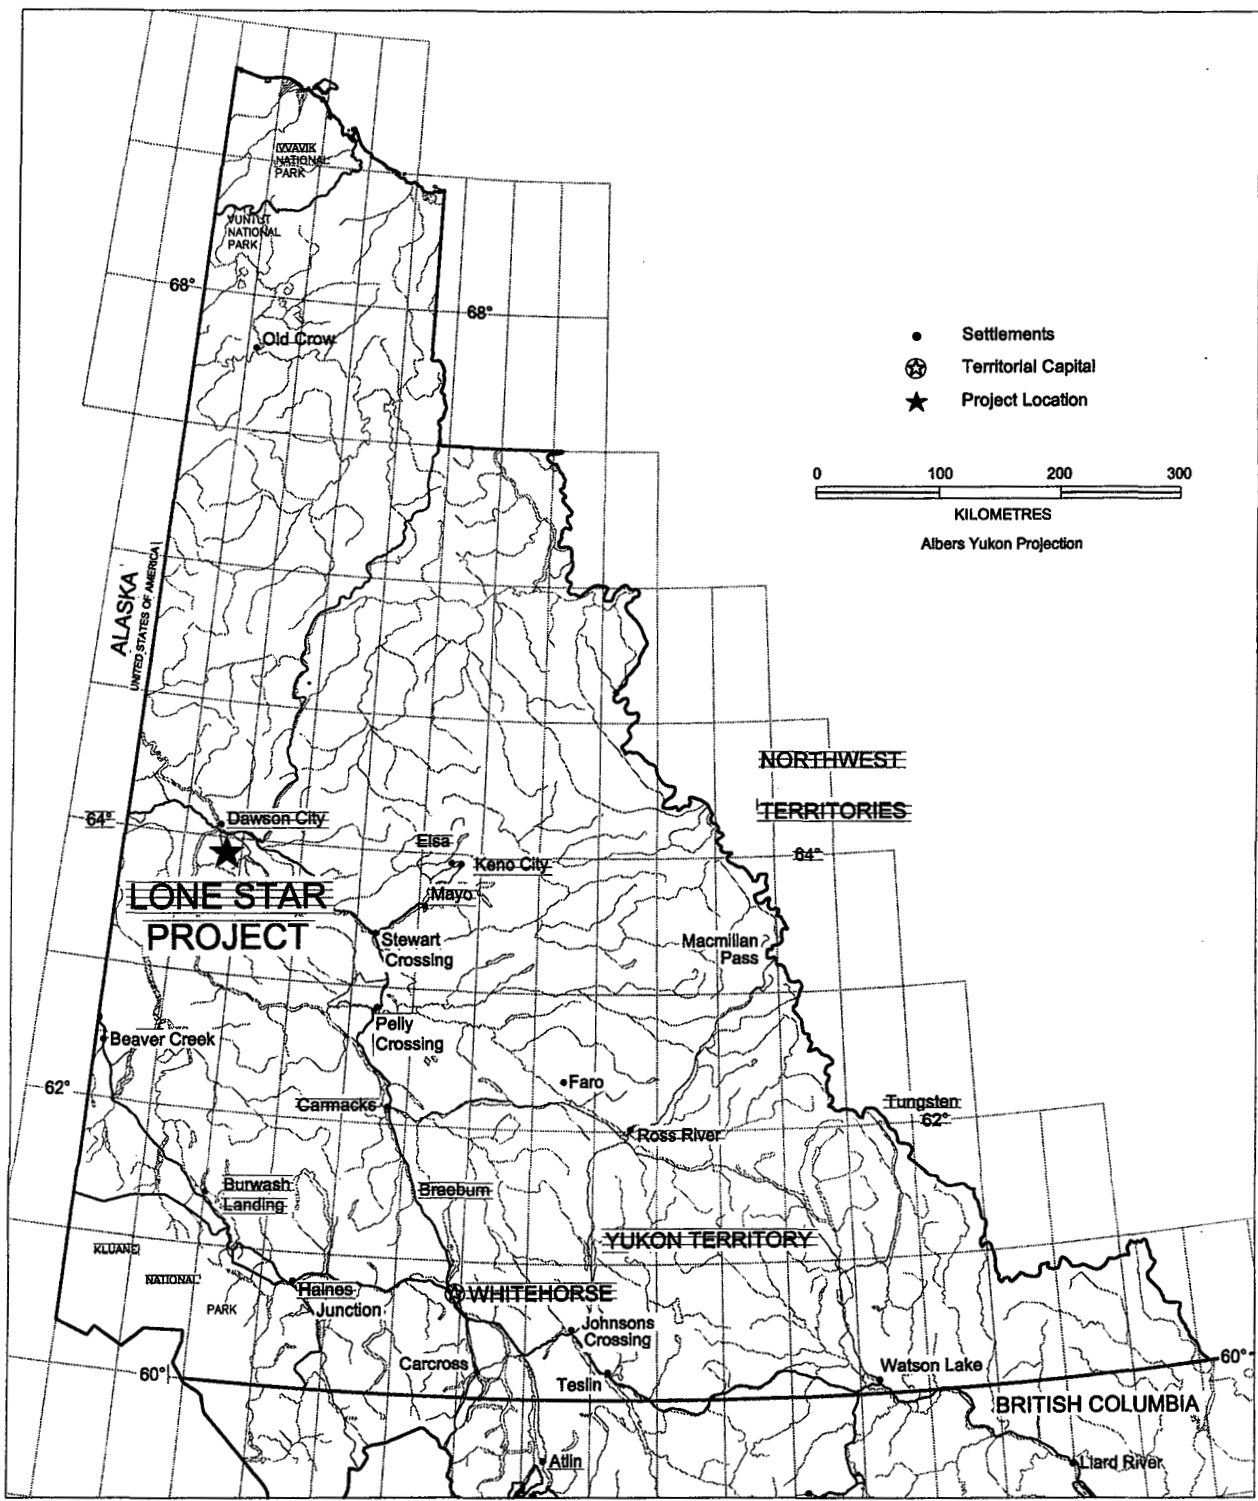 IVVAVIK
NATIONAL
PARK
VUNTUT
NATIONAL
PARK
68°
68°
Old Crow
Settlements
Territorial Capital
Project Location
0 100 200 300
KILOMETRES
Albers Yukon Projection
ALASKA
UNITED STATES OF AMERICA
NORTHWEST
TERRITORIES
64°
Dawson City
64°
Elsa
Keno City
Mayo
LONE STAR
PROJECT
Stewart
Crossing
Macmillan
Pass
Pelly
Crossing
Beaver Creek
62°
Faro
Carmacks
Tungsten
62°
Ross River
Burwash
Landing
Braeburn
YUKON TERRITORY
KLUANE
NATIONAL
PARK
Haines
Junction
WHITEHORSE
Johnsons
Crossing
Carcross
Teslin
Watson Lake
60°
60°
BRITISH COLUMBIA
Atlin
Liard River